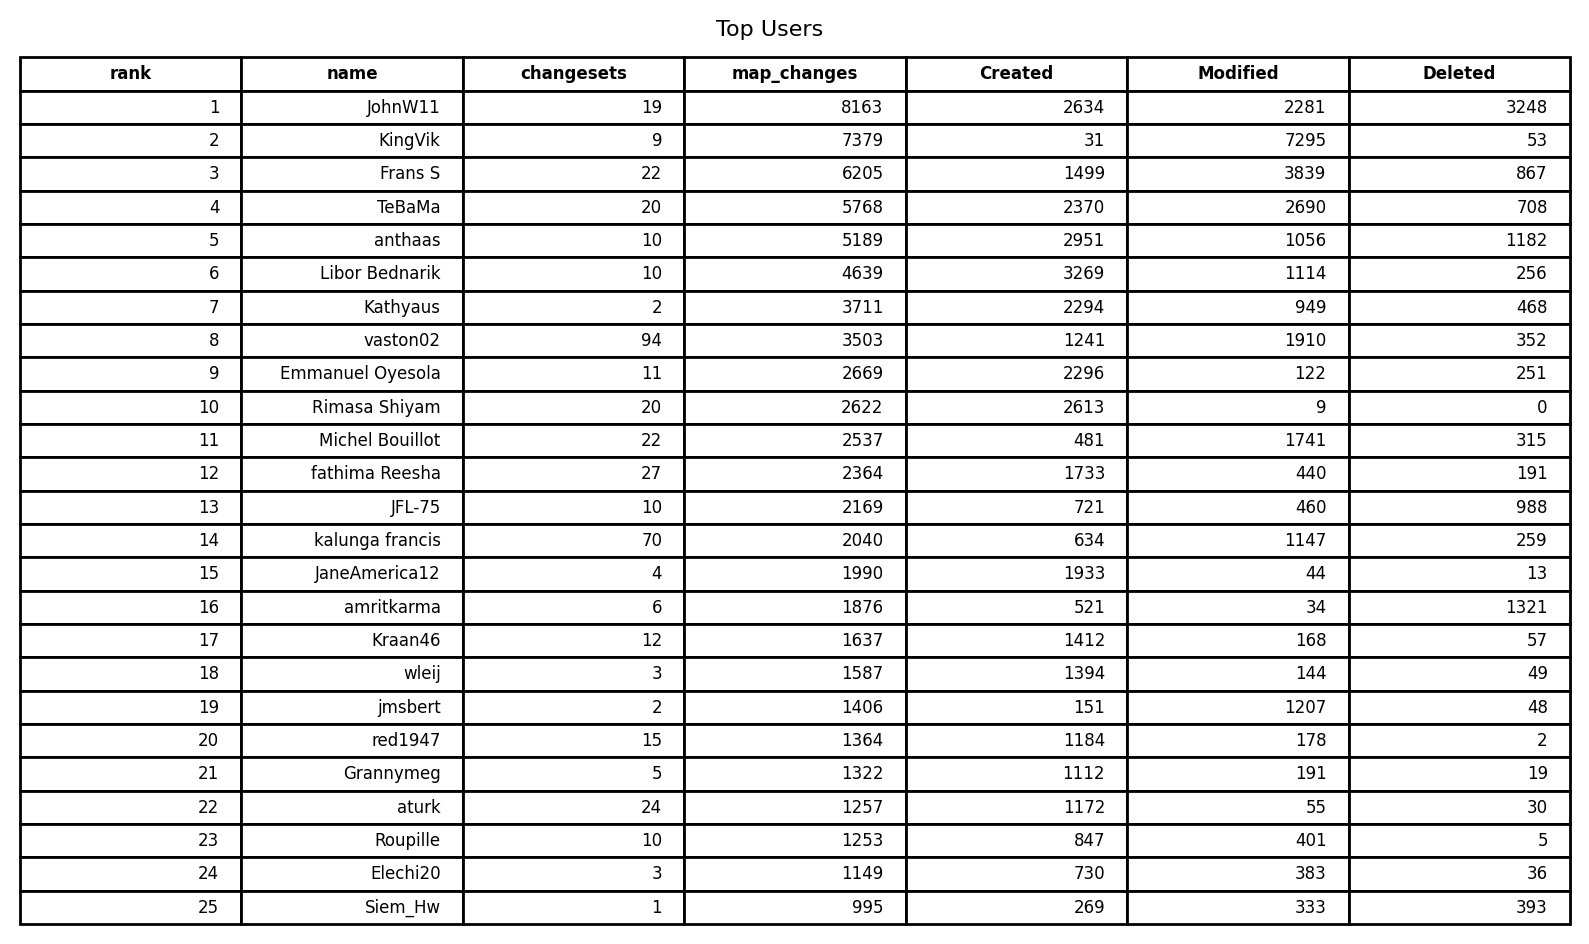 Top Users
rank name changesets map_changes Created Modified Deleted
1 JohnW11 19 8163 2634 2281 3248
2 KingVik 9 7379 31 7295 53
3 Frans S 22 6205 1499 3839 867
4 TeBaMa 20 5768 2370 2690 708
5 anthaas 10 5189 2951 1056 1182
6 Libor Bednarik 10 4639 3269 1114 256
7 Kathyaus 2 3711 2294 949 468
8 vaston02 94 3503 1241 1910 352
9 Emmanuel Oyesola 11 2669 2296 122 251
10 Rimasa Shiyam 20 2622 2613 9 0
11 Michel Bouillot 22 2537 481 1741 315
12 fathima Reesha 27 2364 1733 440 191
13 JFL-75 10 2169 721 460 988
14 kalunga francis 70 2040 634 1147 259
15 JaneAmerica12 4 1990 1933 44 13
16 amritkarma 6 1876 521 34 1321
17 Kraan46 12 1637 1412 168 57
18 wleij 3 1587 1394 144 49
19 jmsbert 2 1406 151 1207 48
20 red1947 15 1364 1184 178 2
21 Grannymeg 5 1322 1112 191 19
22 aturk 24 1257 1172 55 30
23 Roupille 10 1253 847 401 5
24 Elechi20 3 1149 730 383 36
25 Siem_Hw 1 995 269 333 393